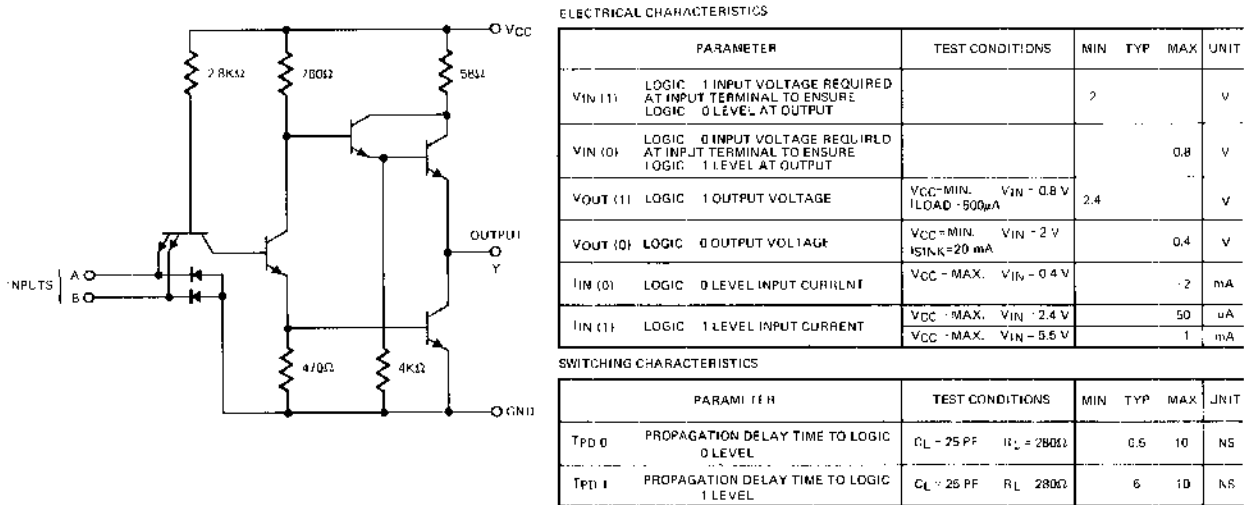 VCC
2.8KΩ
760Ω
58Ω
OUTPUT
Y
INPUTS
A
B
470Ω
4KΩ
GND
ELECTRICAL CHARACTERISTICS
PARAMETER TEST CONDITIONS MIN TYP MAX UNIT
VIN (1) LOGIC 1 INPUT VOLTAGE REQUIRED
AT INPUT TERMINAL TO ENSURE
LOGIC 0 LEVEL AT OUTPUT
2 V
VIN (0) LOGIC 0 INPUT VOLTAGE REQUIRED
AT INPUT TERMINAL TO ENSURE
LOGIC 1 LEVEL AT OUTPUT
0.8 V
VOUT (1) LOGIC 1 OUTPUT VOLTAGE VCC=MIN. VIN = 0.8 V
ILOAD -500μA
2.4 V
VOUT (0) LOGIC 0 OUTPUT VOLTAGE VCC=MIN. VIN = 2 V
ISINK=20 mA
0.4 V
IIN (0) LOGIC 0 LEVEL INPUT CURRENT VCC - MAX. VIN - 0.4 V -2 mA
IIN (1) LOGIC 1 LEVEL INPUT CURRENT VCC - MAX. VIN - 2.4 V 50 uA
VCC - MAX. VIN - 5.5 V 1 mA
SWITCHING CHARACTERISTICS
PARAMETER TEST CONDITIONS MIN TYP MAX UNIT
TPD 0 PROPAGATION DELAY TIME TO LOGIC
0 LEVEL
CL = 25 PF RL = 280Ω 10 NS
TPD 1 PROPAGATION DELAY TIME TO LOGIC
1 LEVEL
CL = 25 PF RL 280Ω 6 10 NS